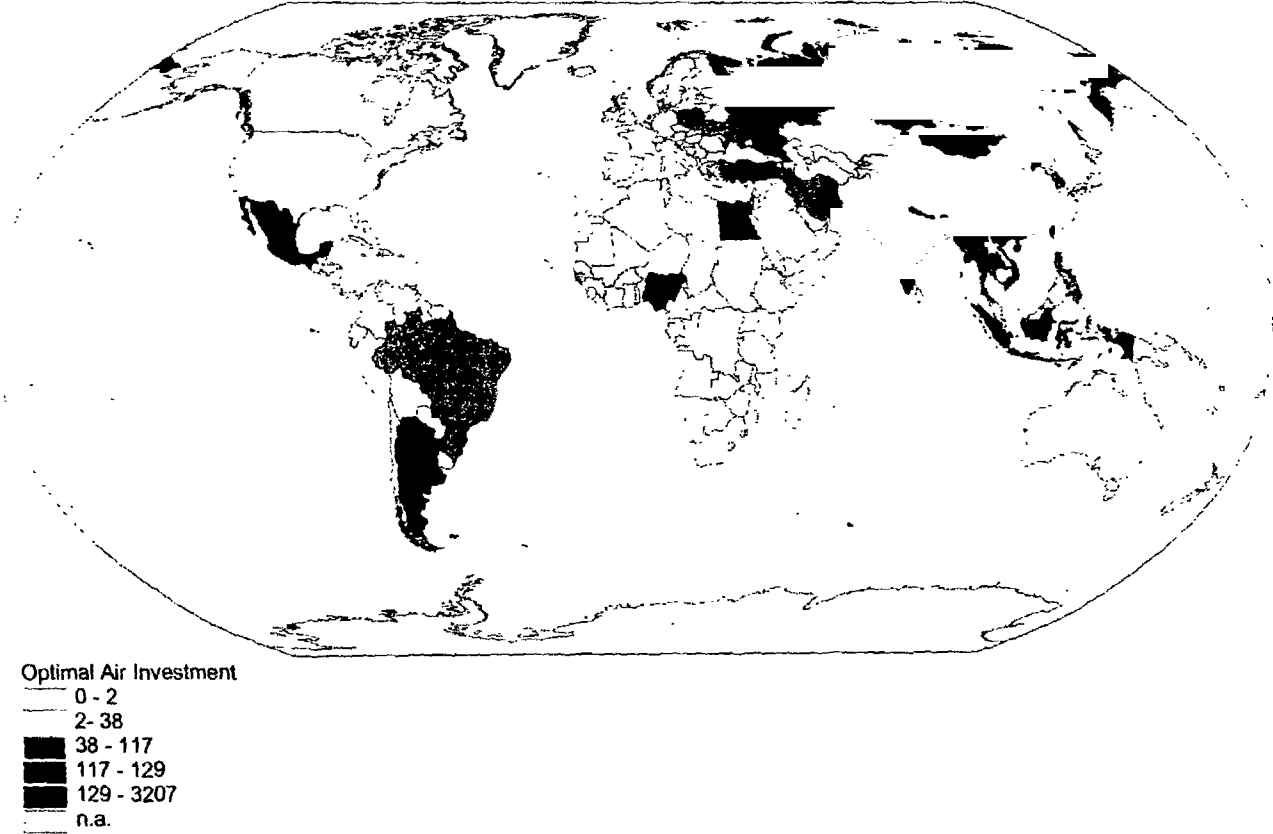 Optimal Air Investment
0 - 2
2- 38
38 - 117
117 - 129
129 - 3207
n.a.